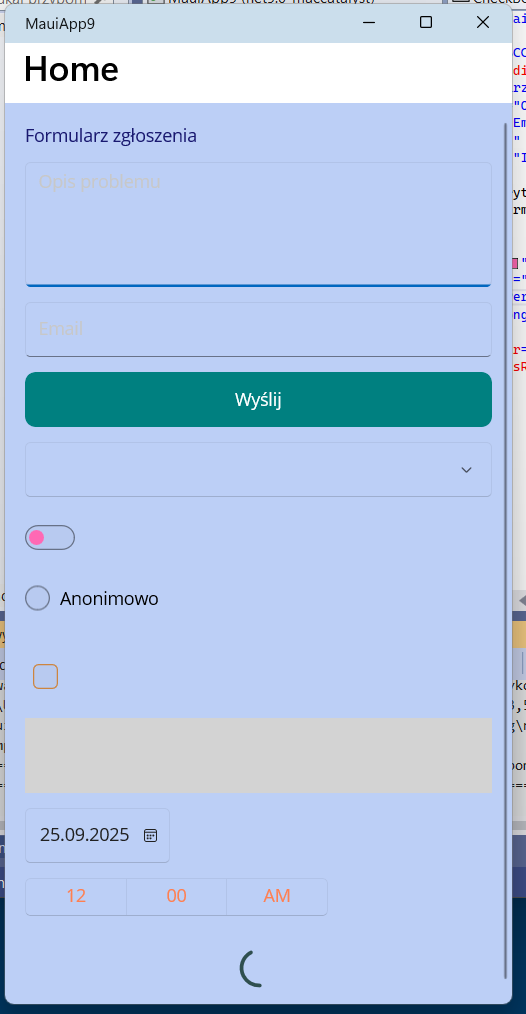 MauiApp9
Home
Formularz zgłoszenia
Opis problemu
Email
Wyślij
Anonimowo
25.09.2025
12 00 AM